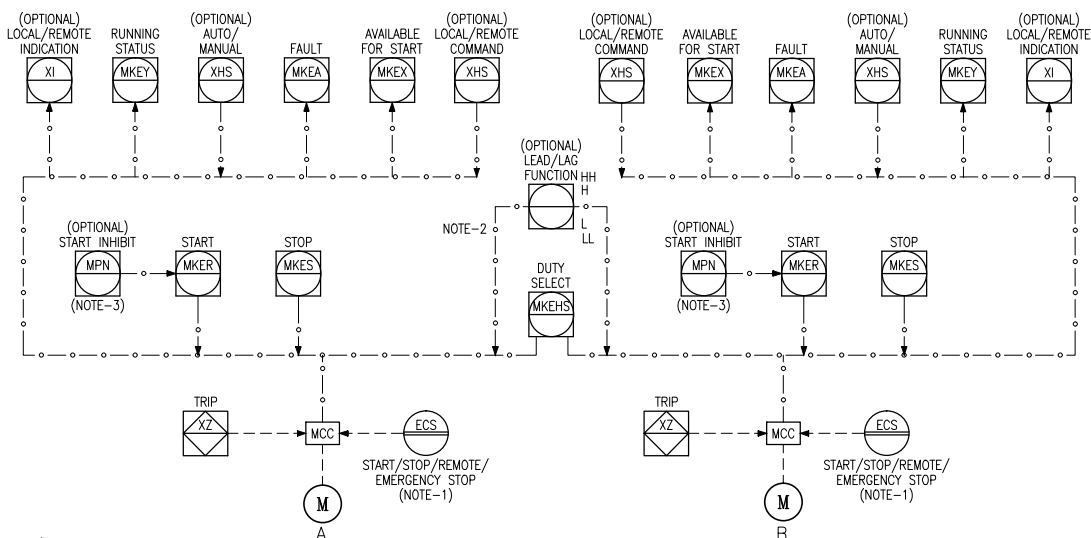 (OPTIONAL)
LOCAL/REMOTE
INDICATION
XI
RUNNING
STATUS
MKEY
(OPTIONAL)
AUTO/
MANUAL
XHS
FAULT
MKEA
AVAILABLE
FOR START
MKEX
(OPTIONAL)
LOCAL/REMOTE
COMMAND
XHS
(OPTIONAL)
LOCAL/REMOTE
COMMAND
XHS
AVAILABLE
FOR START
MKEX
FAULT
MKEA
(OPTIONAL)
AUTO/
MANUAL
XHS
RUNNING
STATUS
MKEY
(OPTIONAL)
LOCAL/REMOTE
INDICATION
XI
(OPTIONAL)
LEAD/LAG
FUNCTION
HH
H
L
LL
NOTE-2
(OPTIONAL)
START INHIBIT
MPN
(NOTE-3)
START
MKER
STOP
MKES
DUTY
SELECT
MKEHS
(OPTIONAL)
START INHIBIT
MPN
(NOTE-3)
START
MKER
STOP
MKES
TRIP
XZ
MCC
ECS
START/STOP/REMOTE/
EMERGENCY STOP
(NOTE-1)
M
A
TRIP
XZ
MCC
ECS
START/STOP/REMOTE/
EMERGENCY STOP
(NOTE-1)
M
B